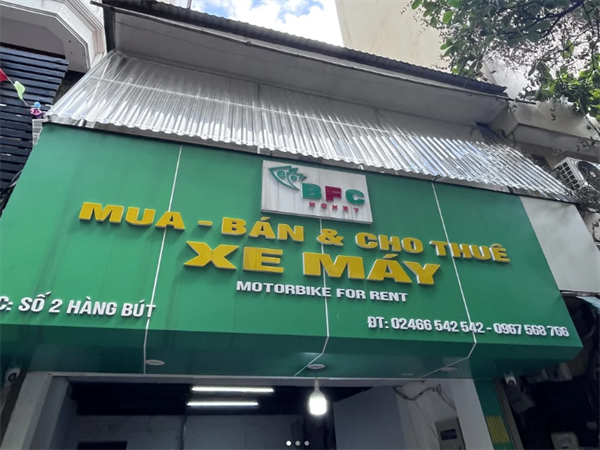 BFC
MONEY
MUA - BÁN & CHO THUÊ
XE MÁY
MOTORBIKE FOR RENT
C: SỐ 2 HÀNG BÚT
ĐT: 02466 542 542 - 0967 568 766